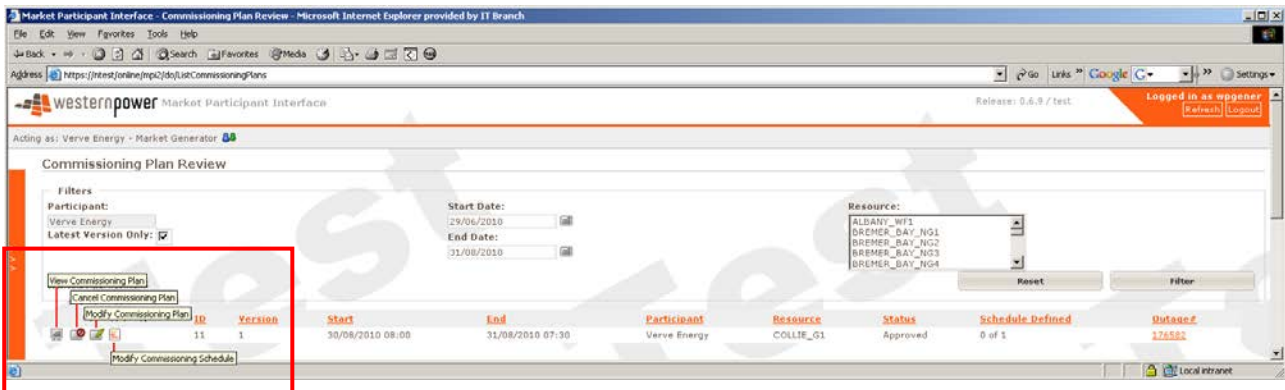 Market Participant Interface - Commissioning Plan Review - Microsoft Internet Explorer provided by IT Branch
File Edit View Favorites Tools Help
Back Search Favorites Media
Address https://ntest/online/mpi2/do/ListCommissioningPlans Go Links » Google G » Settings
westernpower Market Participant Interface Release: 0.6.9 / test Logged in as wpgener
Refresh Logout
Acting as: Verve Energy - Market Generator
Commissioning Plan Review
Filters
Participant: Start Date: Resource:
Verve Energy 29/06/2010 ALBANY_WF1
Latest Version Only: End Date: BREMER_BAY_NG1
BREMER_BAY_NG2
31/08/2010 BREMER_BAY_NG3
BREMER_BAY_NG4
View Commissioning Plan Reset Filter
Cancel Commissioning Plan
Modify Commissioning Plan ID Version Start End Participant Resource Status Schedule Defined Outage#
11 1 30/08/2010 08:00 31/08/2010 07:30 Verve Energy COLLIE_G1 Approved 0 of 1 176582
Modify Commissioning Schedule
Local intranet
Test
Test